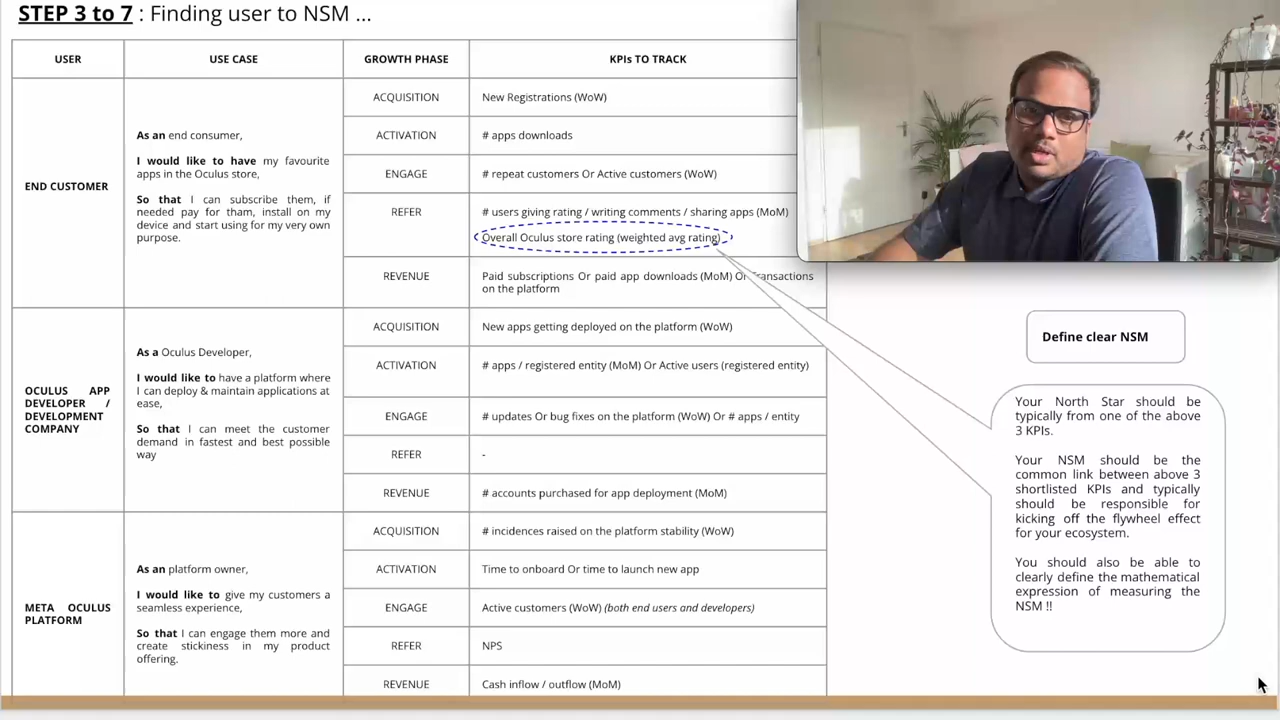 STEP 3 to 7 : Finding user to NSM ...
USER
USE CASE
GROWTH PHASE
KPIs TO TRACK
END CUSTOMER
As an end consumer,
I would like to have my favourite
apps in the Oculus store,
So that I can subscribe them, if
needed pay for tham, install on my
device and start using for my very own
purpose.
ACQUISITION
New Registrations (WoW)
ACTIVATION
# apps downloads
ENGAGE
# repeat customers Or Active customers (WoW)
REFER
# users giving rating / writing comments / sharing apps (MoM)
Overall Oculus store rating (weighted avg rating)
REVENUE
Paid subscriptions Or paid app downloads (MoM) Or Transactions
on the platform
OCULUS APP
DEVELOPER /
DEVELOPMENT
COMPANY
As a Oculus Developer,
I would like to have a platform where
I can deploy & maintain applications at
ease,
So that I can meet the customer
demand in fastest and best possible
way
ACQUISITION
New apps getting deployed on the platform (WoW)
ACTIVATION
# apps / registered entity (MoM) Or Active users (registered entity)
ENGAGE
# updates Or bug fixes on the platform (WoW) Or # apps / entity
REFER
-
REVENUE
# accounts purchased for app deployment (MoM)
META OCULUS
PLATFORM
As an platform owner,
I would like to give my customers a
seamless experience,
So that I can engage them more and
create stickiness in my product
offering.
ACQUISITION
# incidences raised on the platform stability (WoW)
ACTIVATION
Time to onboard Or time to launch new app
ENGAGE
Active customers (WoW) (both end users and developers)
REFER
NPS
REVENUE
Cash inflow / outflow (MoM)
Define clear NSM
Your North Star should be
typically from one of the above
3 KPIs.
Your NSM should be the
common link between above 3
shortlisted KPIs and typically
should be responsible for
kicking off the flywheel effect
for your ecosystem.
You should also be able to
clearly define the mathematical
expression of measuring the
NSM !!